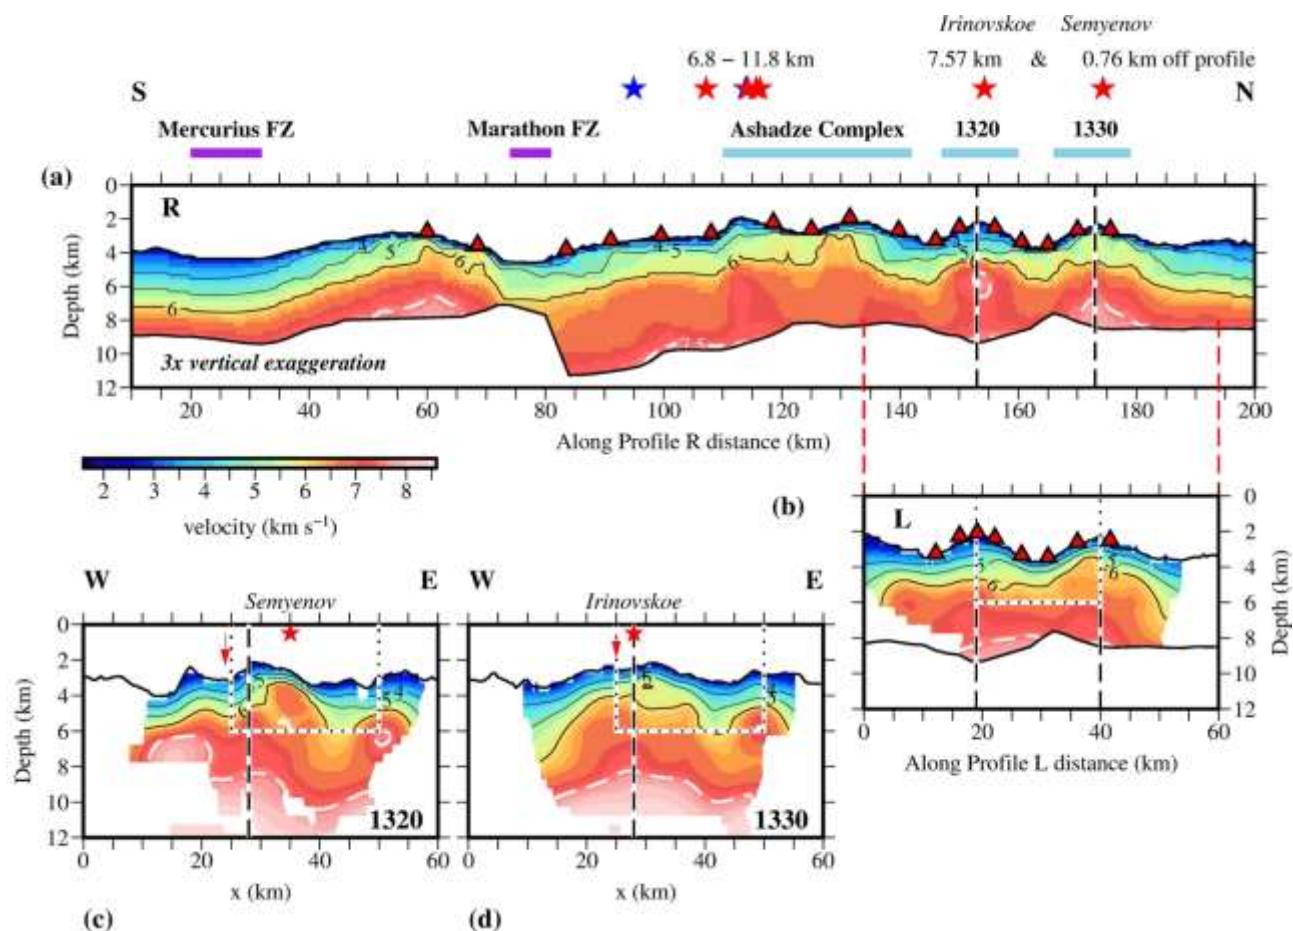 Irinovskoe Semyenov
6.8 – 11.8 km 7.57 km & 0.76 km off profile
S N
Mercurius FZ Marathon FZ Ashadze Complex 1320 1330
(a)
R
0
2
4
6
8
10
12
Depth (km)
4 5 6 5 6 7.5
3x vertical exaggeration
20 40 60 80 100 120 140 160 180 200
Along Profile R distance (km)
2 3 4 5 6 7 8
velocity (km s⁻¹)
(b)
L
0
2
4
6
8
10
12
Depth (km)
5 6 6
0 20 40 60
Along Profile L distance (km)
W E
Semyenov
0
2
4
6
8
10
12
Depth (km)
1320
0 20 40 60
x (km)
(c)
W E
Irinovskoe
1330
0 20 40 60
x (km)
(d)